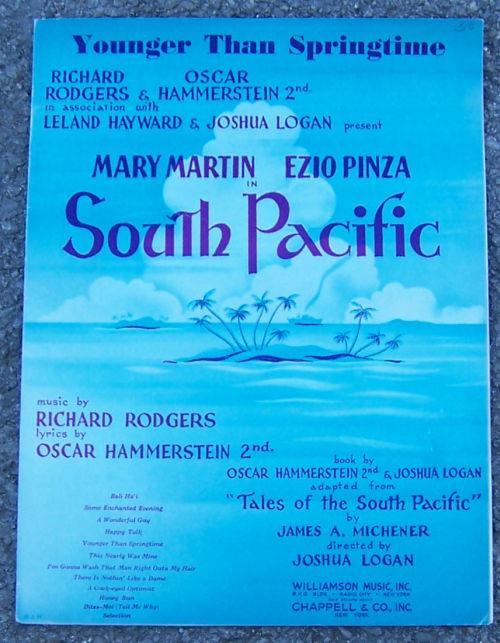 Younger Than Springtime
RICHARD OSCAR
RODGERS & HAMMERSTEIN 2nd.
in association with
LELAND HAYWARD & JOSHUA LOGAN present
MARY MARTIN EZIO PINZA
IN
South Pacific
music by
RICHARD RODGERS
lyrics by
OSCAR HAMMERSTEIN 2nd.
book by
OSCAR HAMMERSTEIN 2nd & JOSHUA LOGAN
adapted from
"Tales of the South Pacific"
by
JAMES A. MICHENER
directed by
JOSHUA LOGAN
Bali Ha'i
Some Enchanted Evening
A Wonderful Guy
Happy Talk
Younger Than Springtime
This Nearly Was Mine
I'm Gonna Wash That Man Right Outa My Hair
There Is Nothin' Like a Dame
A Cock-eyed Optimist
Honey Bun
Dites-Moi (Tell Me Why)
Selection
WILLIAMSON MUSIC, INC.
RADIO CITY • NEW YORK
CHAPPELL & CO., INC.
NEW YORK